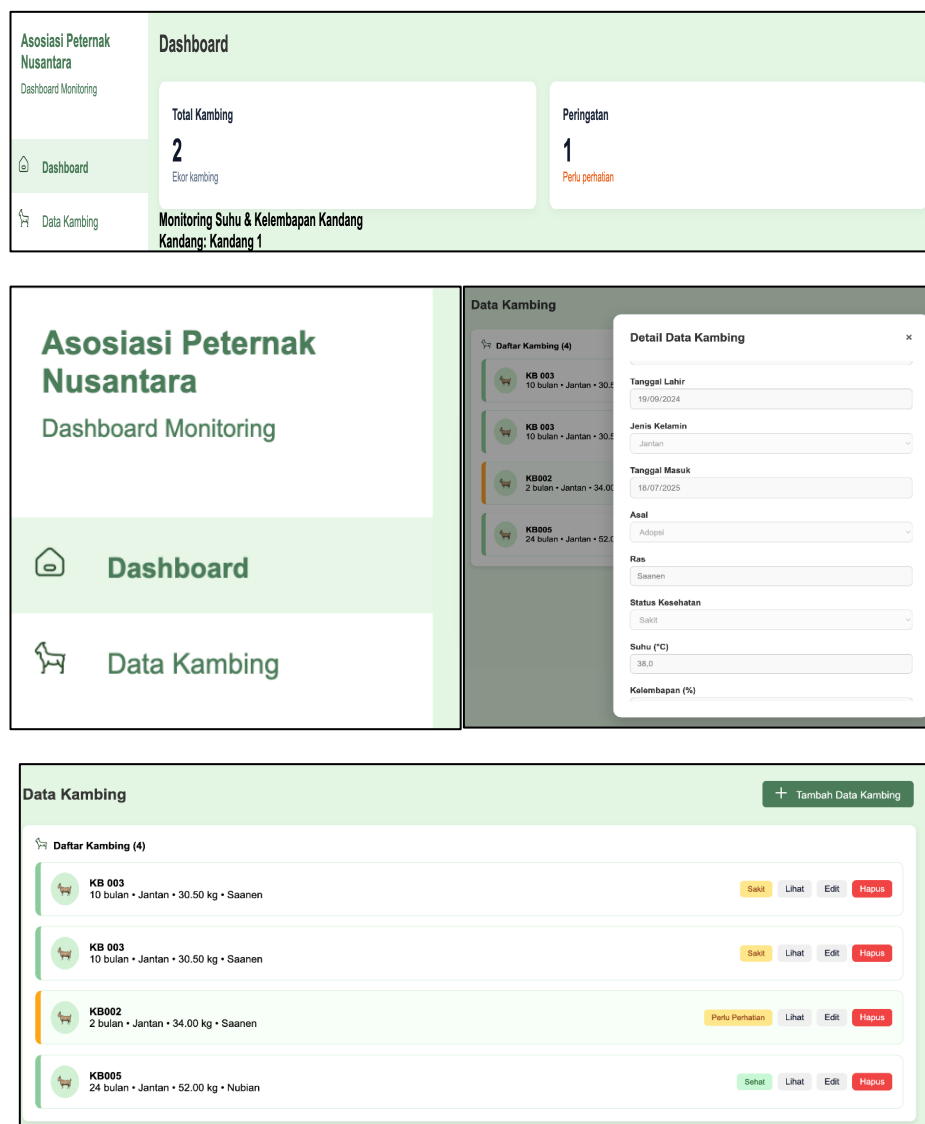 Asosiasi Peternak
Nusantara
Dashboard Monitoring
Dashboard
Data Kambing
Dashboard
Total Kambing
2
Ekor kambing
Peringatan
1
Perlu perhatian
Monitoring Suhu & Kelembapan Kandang
Kandang: Kandang 1
Asosiasi Peternak
Nusantara
Dashboard Monitoring
Dashboard
Data Kambing
Data Kambing
Daftar Kambing (4)
KB 003
10 bulan • Jantan • 30.5
KB 003
10 bulan • Jantan • 30.5
KB002
2 bulan • Jantan • 34.00
KB005
24 bulan • Jantan • 52.0
Detail Data Kambing ×
Tanggal Lahir
19/09/2024
Jenis Kelamin
Jantan
Tanggal Masuk
18/07/2025
Asal
Adopsi
Ras
Saanen
Status Kesehatan
Sakit
Suhu (°C)
38,0
Kelembapan (%)
Data Kambing
+ Tambah Data Kambing
Daftar Kambing (4)
KB 003
10 bulan • Jantan • 30.50 kg • Saanen
Sakit Lihat Edit Hapus
KB 003
10 bulan • Jantan • 30.50 kg • Saanen
Sakit Lihat Edit Hapus
KB002
2 bulan • Jantan • 34.00 kg • Saanen
Perlu Perhatian Lihat Edit Hapus
KB005
24 bulan • Jantan • 52.00 kg • Nubian
Sehat Lihat Edit Hapus